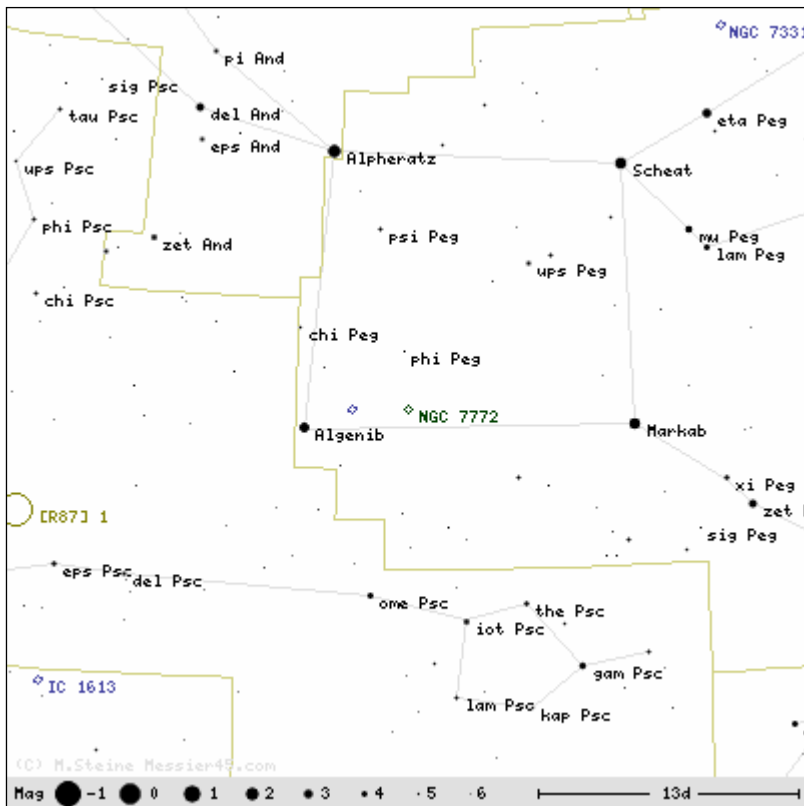 NGC 7331
pi And
sig Psc
tau Psc
del And
eta Peg
eps And
Alpheratz
ups Psc
Scheat
phi Psc
psi Peg
mu Peg
zet And
lam Peg
ups Peg
chi Psc
chi Peg
phi Peg
NGC 7772
Algenib
Markab
xi Peg
zet
[R87] 1
sig Peg
eps Psc
del Psc
ome Psc
the Psc
iot Psc
gam Psc
IC 1613
lam Psc
kap Psc
(C) M.Steine Messier45.com
Mag -1 0 1 2 3 4 5 6 13d